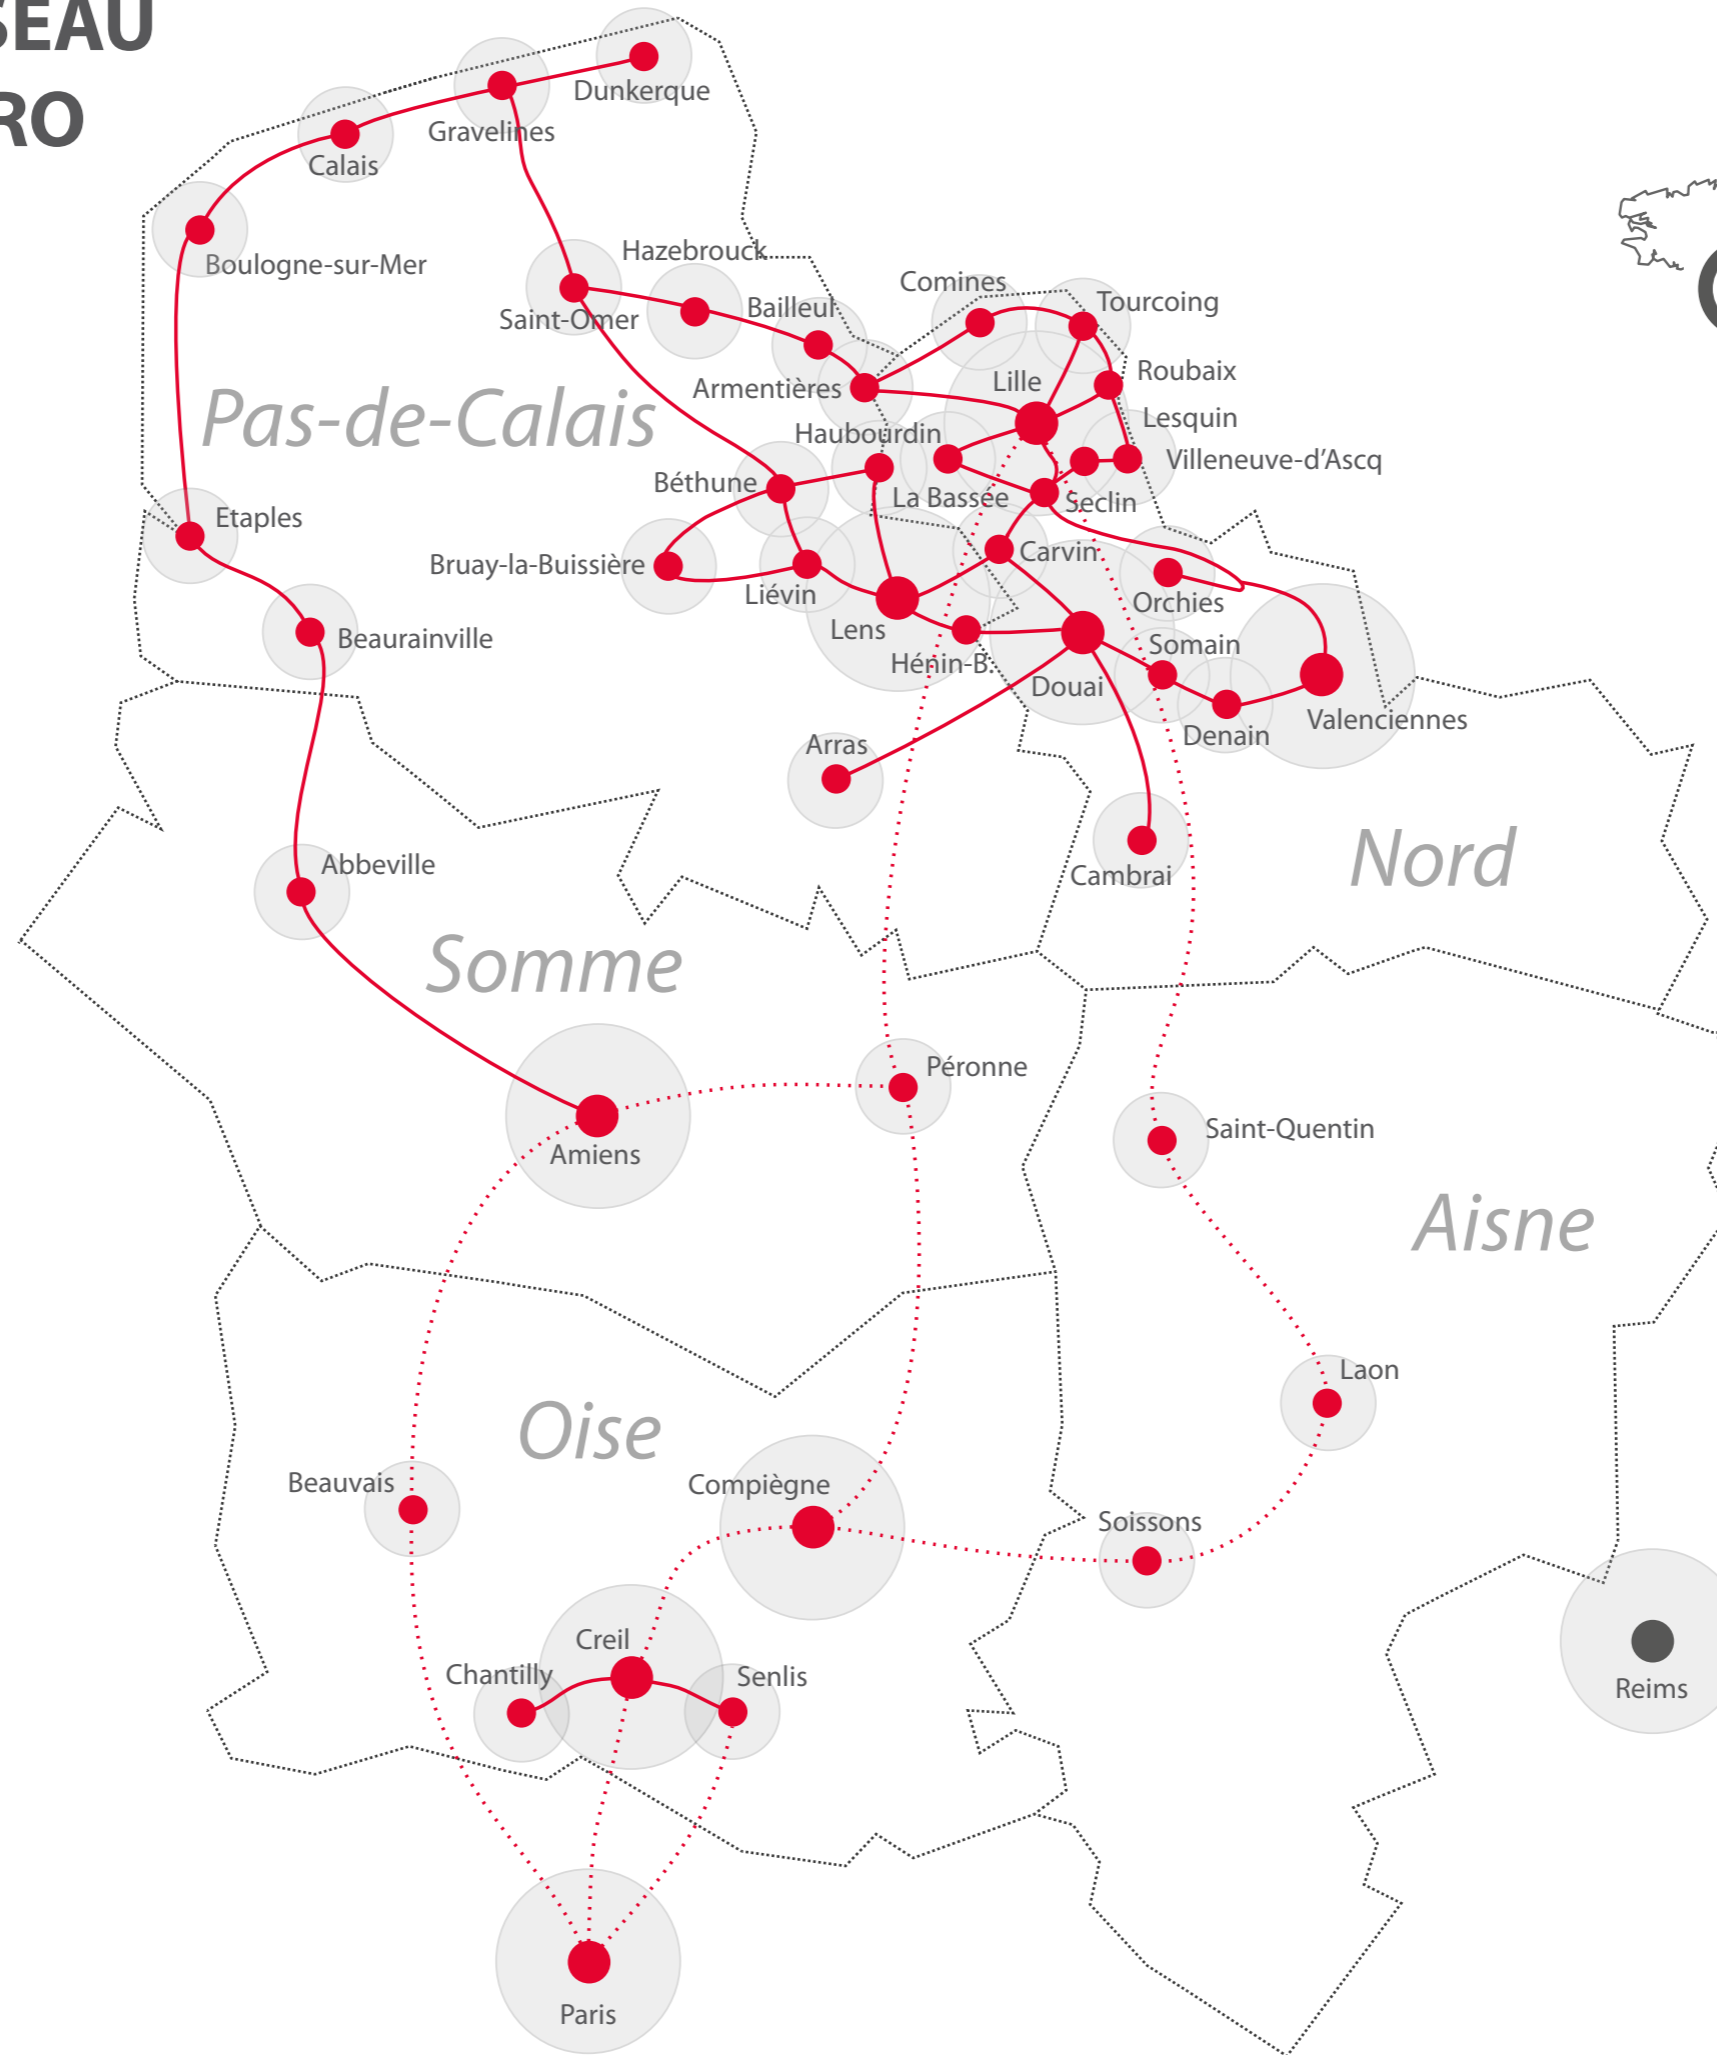 SEAU
RO
Dunkerque
Gravelines
Calais
Boulogne-sur-Mer
Hazebrouck
Saint-Omer
Bailleul
Comines
Tourcoing
Armentières
Lille
Roubaix
Pas-de-Calais
Lesquin
Haubourdin
Villeneuve-d'Ascq
Béthune
La Bassée
Seclin
Etaples
Carvin
Bruay-la-Buissière
Liévin
Orchies
Lens
Beaurainville
Somain
Hénin-B.
Douai
Valenciennes
Denain
Arras
Abbeville
Cambrai
Nord
Somme
Péronne
Saint-Quentin
Amiens
Aisne
Laon
Oise
Beauvais
Compiègne
Soissons
Creil
Chantilly
Senlis
Reims
Paris